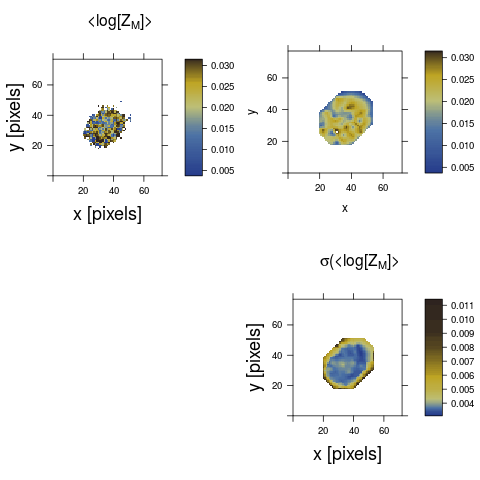 <log[Z_M]>
60
40
20
y [pixels]
20 40 60
x [pixels]
0.030
0.025
0.020
0.015
0.010
0.005
60
40
20
y
20 40 60
x
0.030
0.025
0.020
0.015
0.010
0.005
σ(<log[Z_M]>
60
40
20
y [pixels]
20 40 60
x [pixels]
0.011
0.010
0.009
0.008
0.007
0.006
0.005
0.004